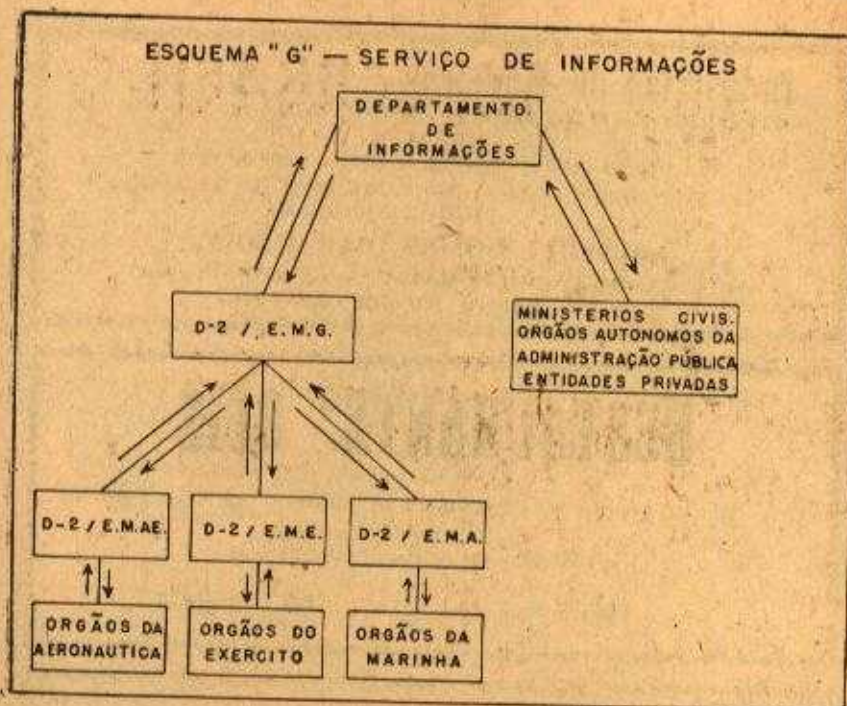 ESQUEMA "G" — SERVIÇO DE INFORMAÇÕES
DEPARTAMENTO.
DE
INFORMAÇÕES
D-2 / E.M.G.
MINISTERIOS CIVIS.
ORGÃOS AUTONOMOS DA
ADMINISTRAÇÃO PÚBLICA
ENTIDADES PRIVADAS
D-2 / E.M.AE.
D-2 / E.M.E.
D-2 / E.M.A.
ORGÃOS DA
AERONAUTICA
ORGÃOS DO
EXERCITO
ORGÃOS DA
MARINHA